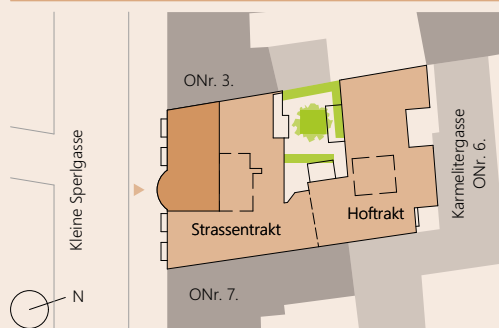 ONr. 3.
Kleine Sperlgasse
Karmelitergasse
ONr. 6.
Strassentrakt
Hoftrakt
N
ONr. 7.